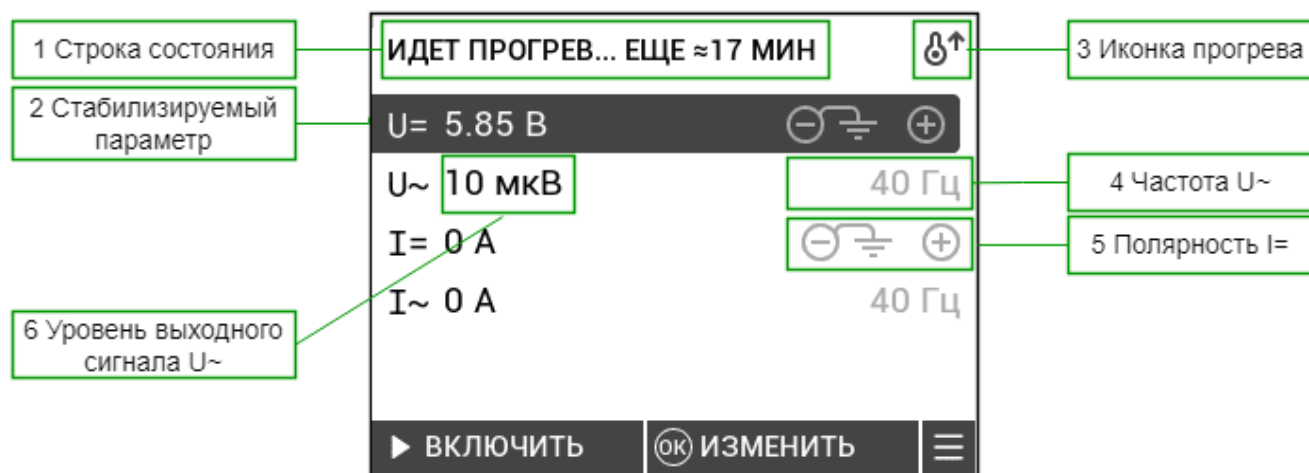 1 Строка состояния
ИДЕТ ПРОГРЕВ... ЕЩЕ ≈17 МИН
3 Иконка прогрева
2 Стабилизируемый
параметр
U= 5.85 В
U~ 10 мкВ
40 Гц
4 Частота U~
I= 0 А
5 Полярность I=
I~ 0 А
40 Гц
6 Уровень выходного
сигнала U~
ВКЛЮЧИТЬ
OK ИЗМЕНИТЬ